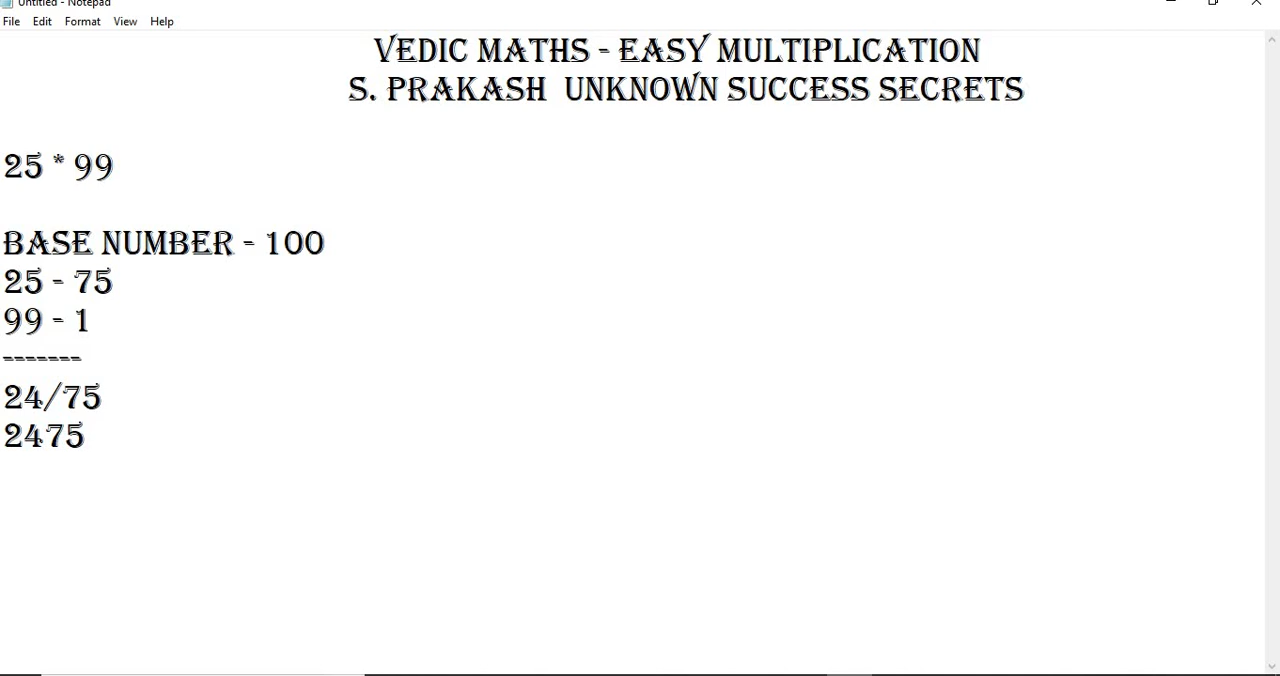 Untitled - Notepad
File Edit Format View Help
VEDIC MATHS - EASY MULTIPLICATION
S. PRAKASH  UNKNOWN SUCCESS SECRETS
25 * 99
BASE NUMBER - 100
25 - 75
99 - 1
-------
24/75
2475